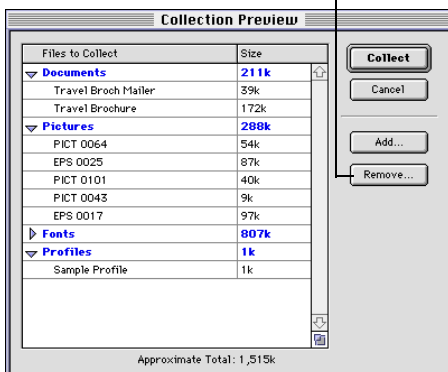 Collection Preview
Files to Collect Size
Documents 211k
Travel Broch Mailer 39k
Travel Brochure 172k
Pictures 288k
PICT 0064 54k
EPS 0025 87k
PICT 0101 40k
PICT 0043 9k
EPS 0017 97k
Fonts 807k
Profiles 1k
Sample Profile 1k
Approximate Total: 1,515k
Collect
Cancel
Add...
Remove...